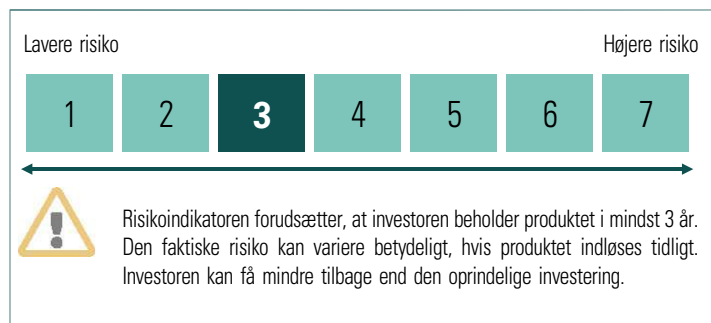 Lavere risiko Højere risiko
1 2 3 4 5 6 7
Risikoindikatoren forudsætter, at investoren beholder produktet i mindst 3 år.
Den faktiske risiko kan variere betydeligt, hvis produktet indløses tidligt.
Investoren kan få mindre tilbage end den oprindelige investering.